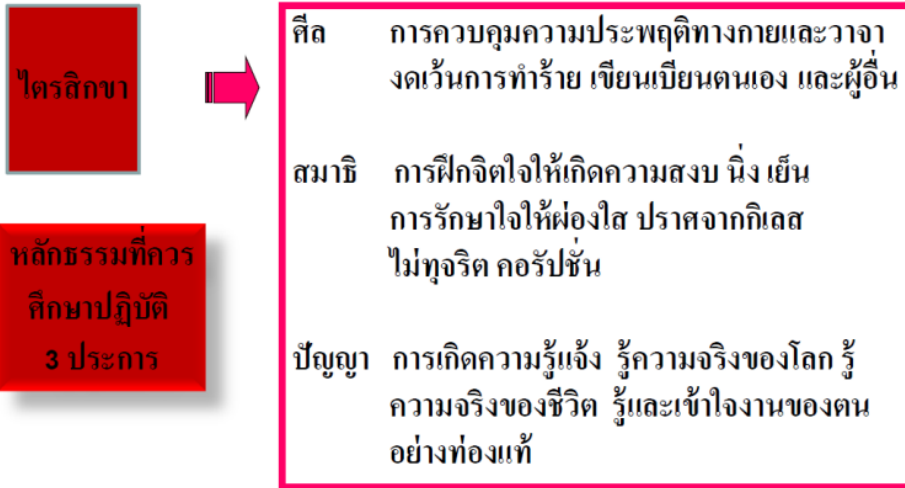 ไตรสิกขา
หลักธรรมที่ควร
ศึกษาปฏิบัติ
3 ประการ
ศีล การควบคุมความประพฤติทางกายและวาจา
งดเว้นการทำร้าย เขียนเบียนตนเอง และผู้อื่น
สมาธิ การฝึกจิตใจให้เกิดความสงบ นิ่ง เย็น
การรักษาใจให้ผ่องใส ปราศจากกิเลส
ไม่ทุจริต คอรัปชั่น
ปัญญา การเกิดความรู้แจ้ง รู้ความจริงของโลก รู้
ความจริงของชีวิต รู้และเข้าใจงานของตน
อย่างท่องแท้